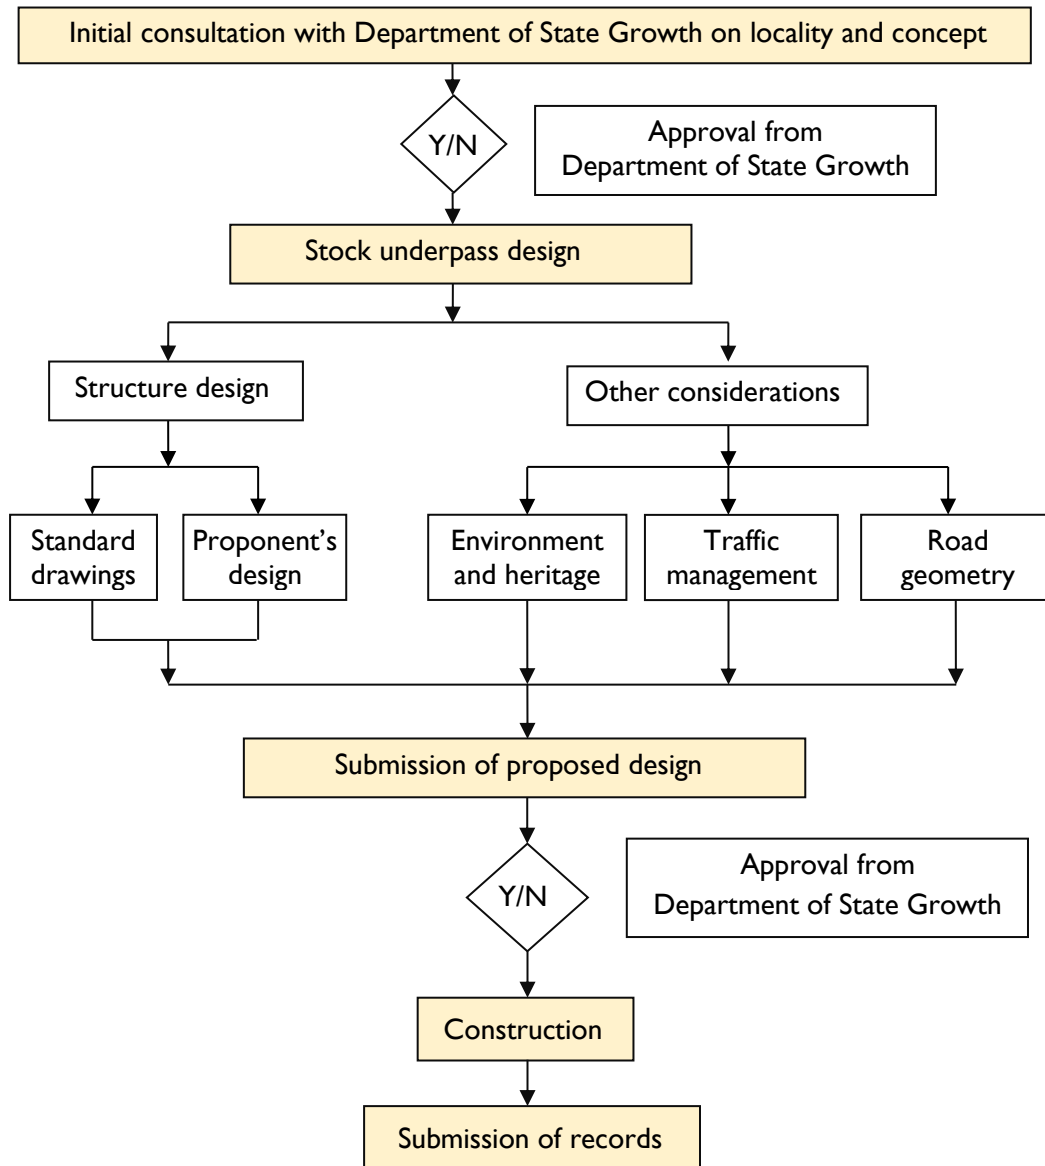 Initial consultation with Department of State Growth on locality and concept
Y/N
Approval from
Department of State Growth
Stock underpass design
Structure design
Other considerations
Standard
drawings
Proponent's
design
Environment
and heritage
Traffic
management
Road
geometry
Submission of proposed design
Y/N
Approval from
Department of State Growth
Construction
Submission of records